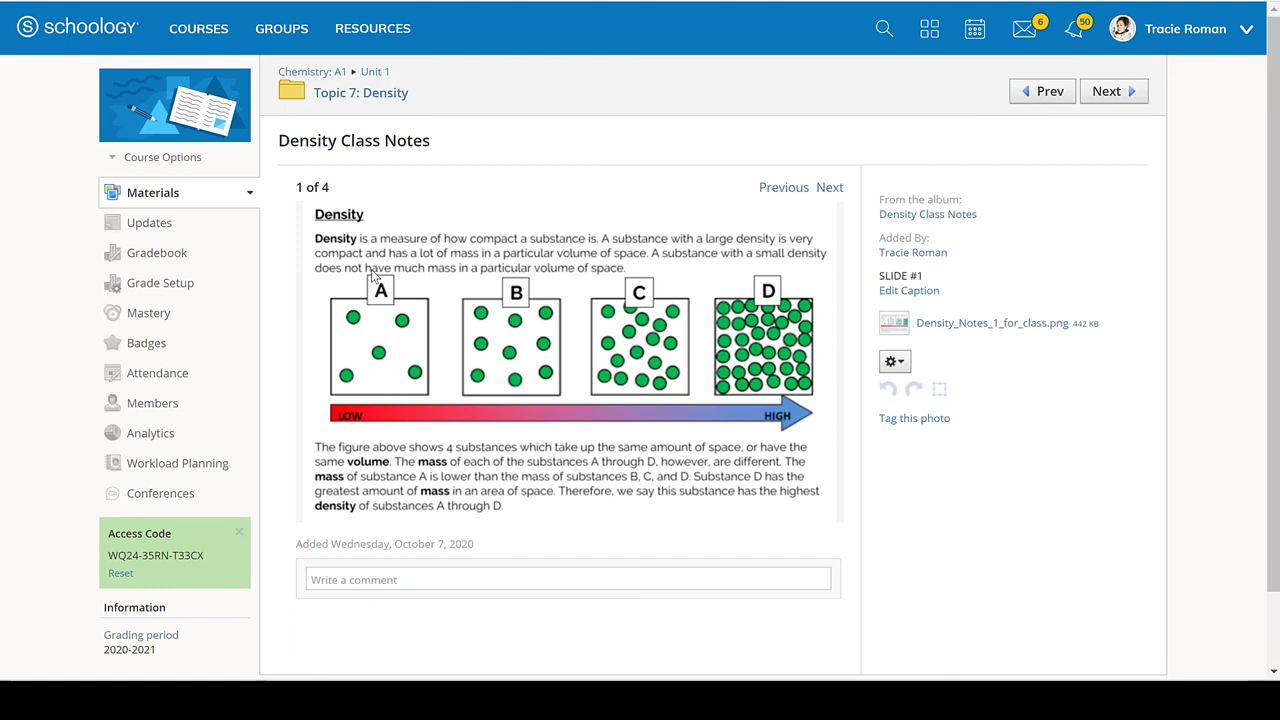 schoology
COURSES
GROUPS
RESOURCES
6
50
Tracie Roman
Chemistry: A1 ▸ Unit 1
Topic 7: Density
Prev
Next
Course Options
Materials
Updates
Gradebook
Grade Setup
Mastery
Badges
Attendance
Members
Analytics
Workload Planning
Conferences
Access Code
WQ24-35RN-T33CX
Reset
Information
Grading period
2020-2021
Density Class Notes
1 of 4
Previous
Next
Density
Density is a measure of how compact a substance is. A substance with a large density is very
compact and has a lot of mass in a particular volume of space. A substance with a small density
does not have much mass in a particular volume of space.
A
B
C
D
LOW
HIGH
The figure above shows 4 substances which take up the same amount of space, or have the
same volume. The mass of each of the substances A through D, however, are different. The
mass of substance A is lower than the mass of substances B, C, and D. Substance D has the
greatest amount of mass in an area of space. Therefore, we say this substance has the highest
density of substances A through D.
Added Wednesday, October 7, 2020
Write a comment
From the album:
Density Class Notes
Added By:
Tracie Roman
SLIDE #1
Edit Caption
Density_Notes_1_for_class.png 442 KB
Tag this photo